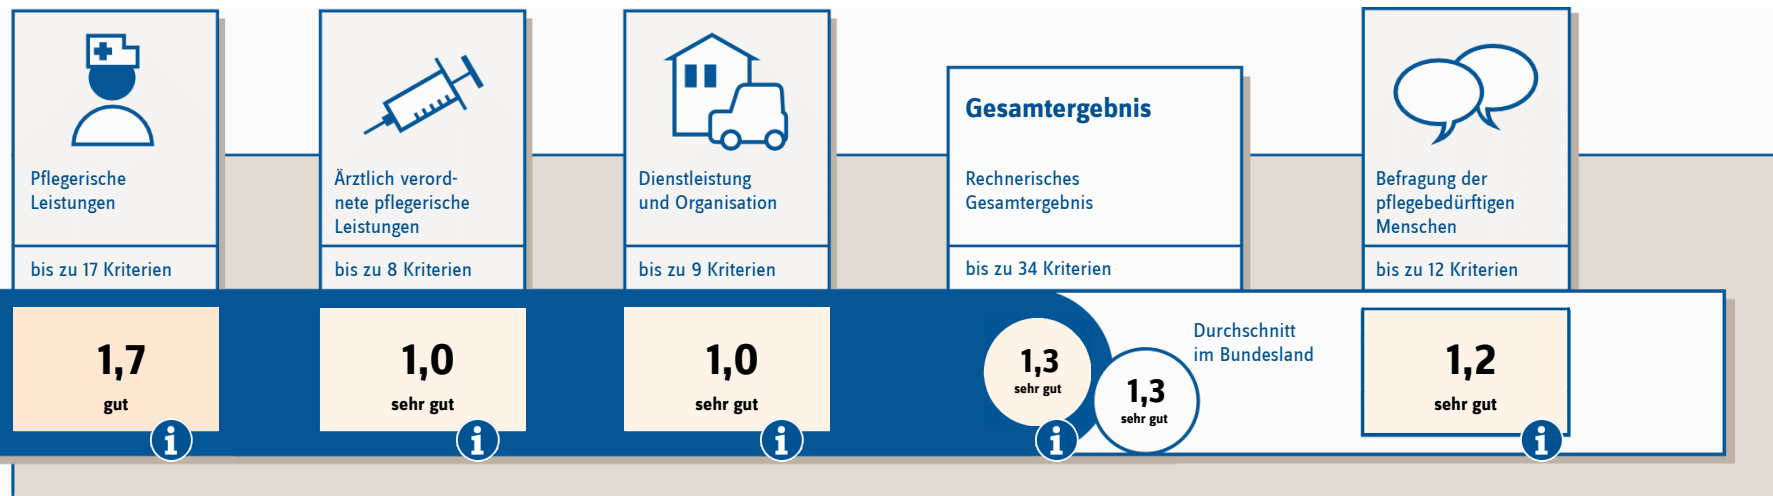 Pflegerische
Leistungen
bis zu 17 Kriterien
1,7
gut
i
Ärztlich verord-
nete pflegerische
Leistungen
bis zu 8 Kriterien
1,0
sehr gut
i
Dienstleistung
und Organisation
bis zu 9 Kriterien
1,0
sehr gut
i
Gesamtergebnis
Rechnerisches
Gesamtergebnis
bis zu 34 Kriterien
1,3
sehr gut
i
Durchschnitt
im Bundesland
1,3
sehr gut
Befragung der
pflegebedürftigen
Menschen
bis zu 12 Kriterien
1,2
sehr gut
i